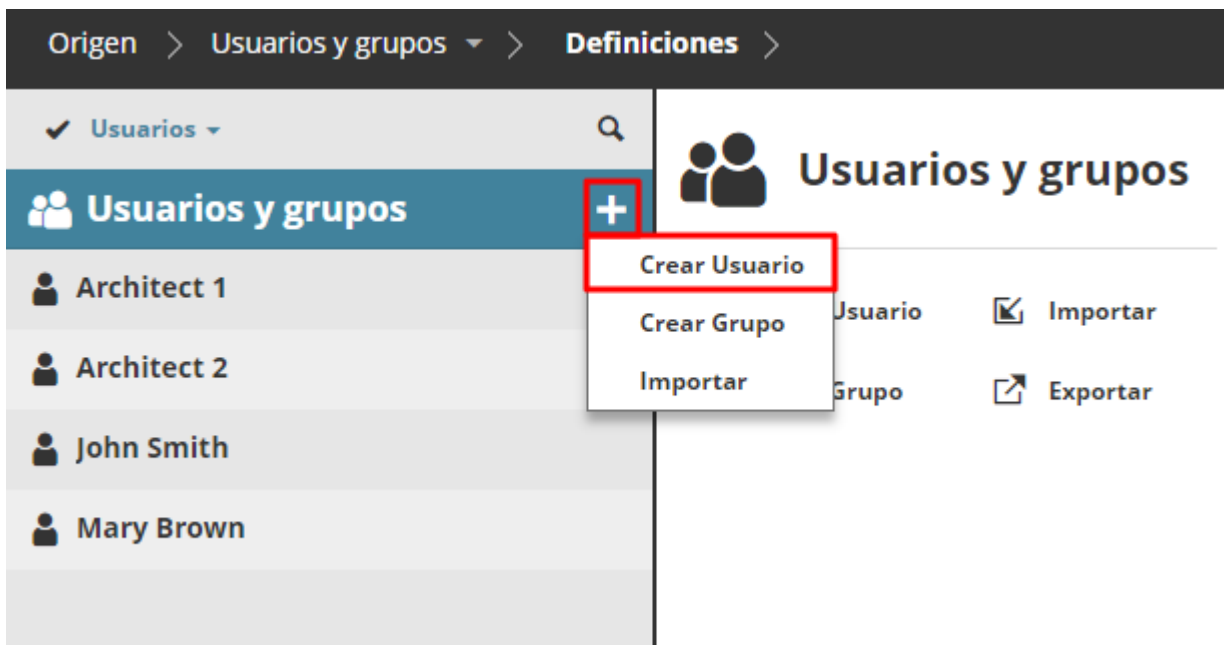 Origen > Usuarios y grupos > Definiciones >
Usuarios
Usuarios y grupos
Architect 1
Architect 2
John Smith
Mary Brown
Crear Usuario
Crear Grupo
Importar
Usuarios y grupos
Usuario Importar
Grupo Exportar